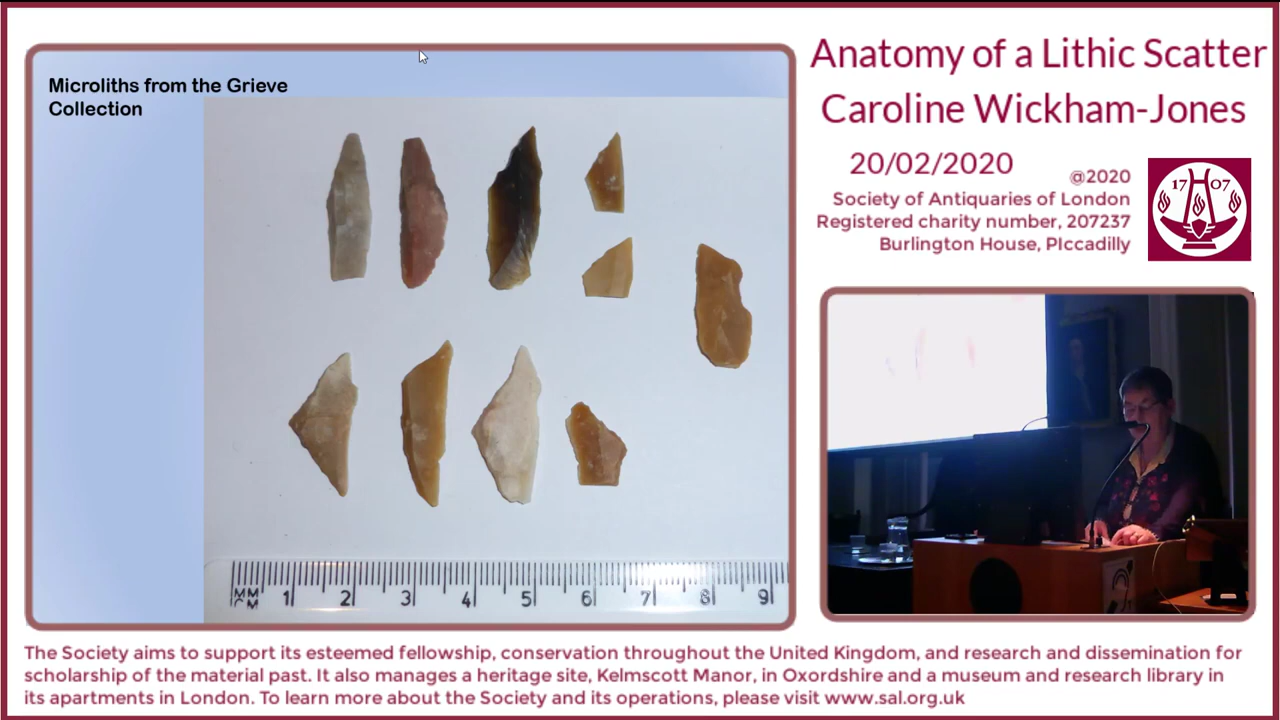 Microliths from the Grieve
Collection
MM
CM
1 2 3 4 5 6 7 8 9
Anatomy of a Lithic Scatter
Caroline Wickham-Jones
20/02/2020
@2020
Society of Antiquaries of London
Registered charity number, 207237
Burlington House, PIccadilly
17 07
The Society aims to support its esteemed fellowship, conservation throughout the United Kingdom, and research and dissemination for
scholarship of the material past. It also manages a heritage site, Kelmscott Manor, in Oxfordshire and a museum and research library in
its apartments in London. To learn more about the Society and its operations, please visit www.sal.org.uk